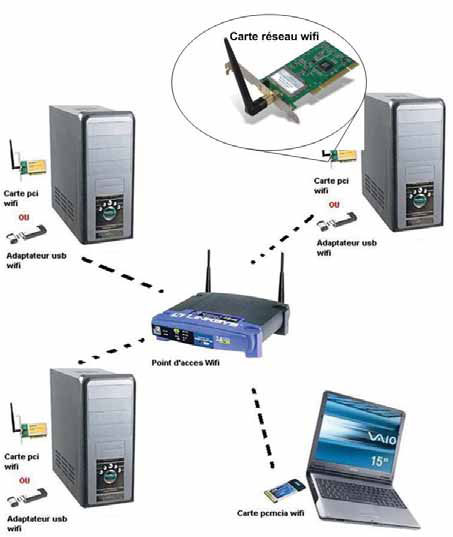 Carte réseau wifi
Carte pci
wifi
OU
Adaptateur usb
wifi
Carte pci
wifi
OU
Adaptateur usb
wifi
LINKSYS
Point d'acces Wifi
Carte pci
wifi
OU
Adaptateur usb
wifi
VAIO
15"
Carte pcmcia wifi